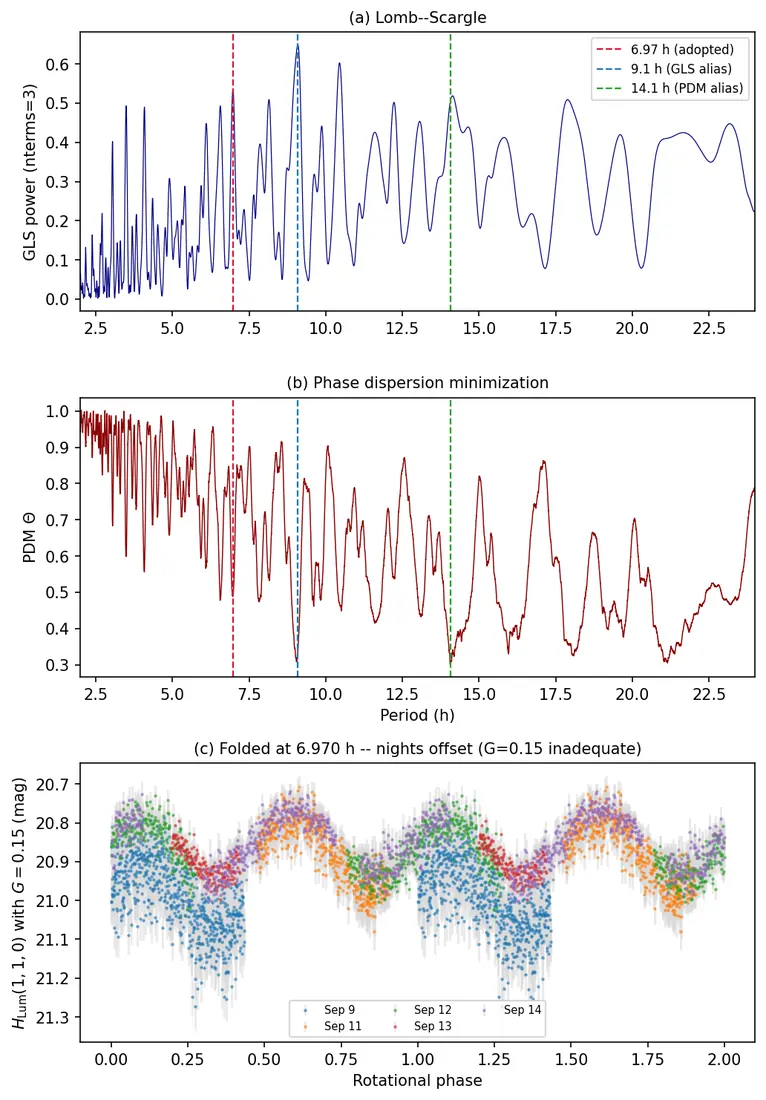 (a) Lomb--Scargle
GLS power (nterms=3)
0.6
0.5
0.4
0.3
0.2
0.1
0.0
6.97 h (adopted)
9.1 h (GLS alias)
14.1 h (PDM alias)
2.5 5.0 7.5 10.0 12.5 15.0 17.5 20.0 22.5
(b) Phase dispersion minimization
PDM Θ
1.0
0.9
0.8
0.7
0.6
0.5
0.4
0.3
2.5 5.0 7.5 10.0 12.5 15.0 17.5 20.0 22.5
Period (h)
(c) Folded at 6.970 h -- nights offset (G=0.15 inadequate)
H_Lum(1, 1, 0) with G = 0.15 (mag)
20.7
20.8
20.9
21.0
21.1
21.2
21.3
Sep 9 Sep 12 Sep 14
Sep 11 Sep 13
0.00 0.25 0.50 0.75 1.00 1.25 1.50 1.75 2.00
Rotational phase